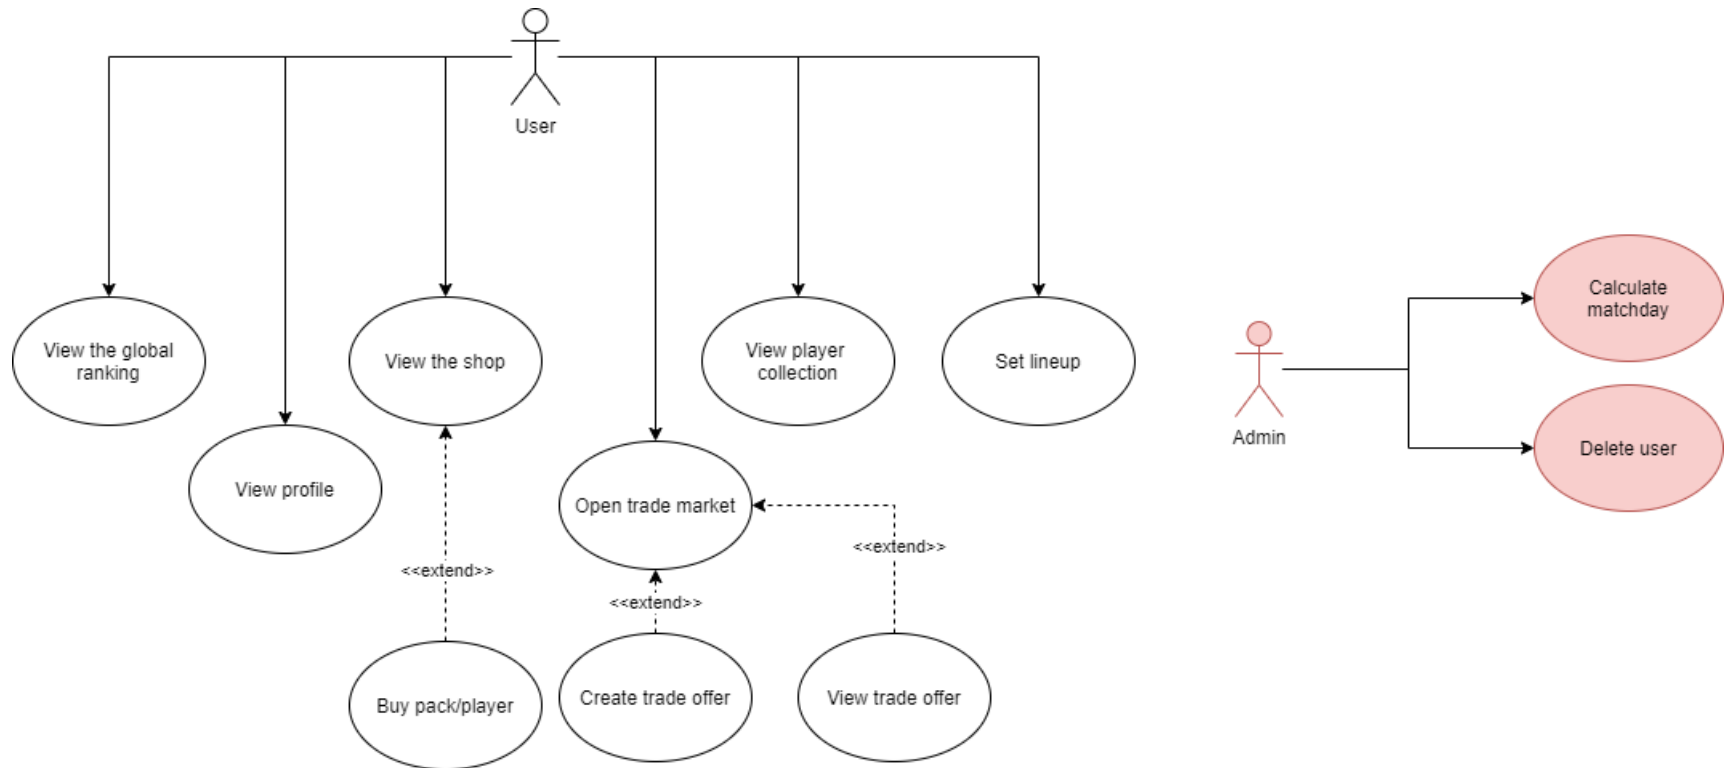 User
View the global
ranking
View the shop
View player
collection
Set lineup
View profile
Open trade market
<<extend>>
<<extend>>
<<extend>>
Buy pack/player
Create trade offer
View trade offer
Calculate
matchday
Admin
Delete user